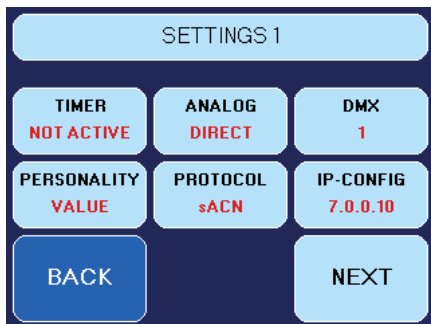 SETTINGS 1
TIMER
NOT ACTIVE
ANALOG
DIRECT
DMX
1
PERSONALITY
VALUE
PROTOCOL
sACN
IP-CONFIG
7.0.0.10
BACK
NEXT